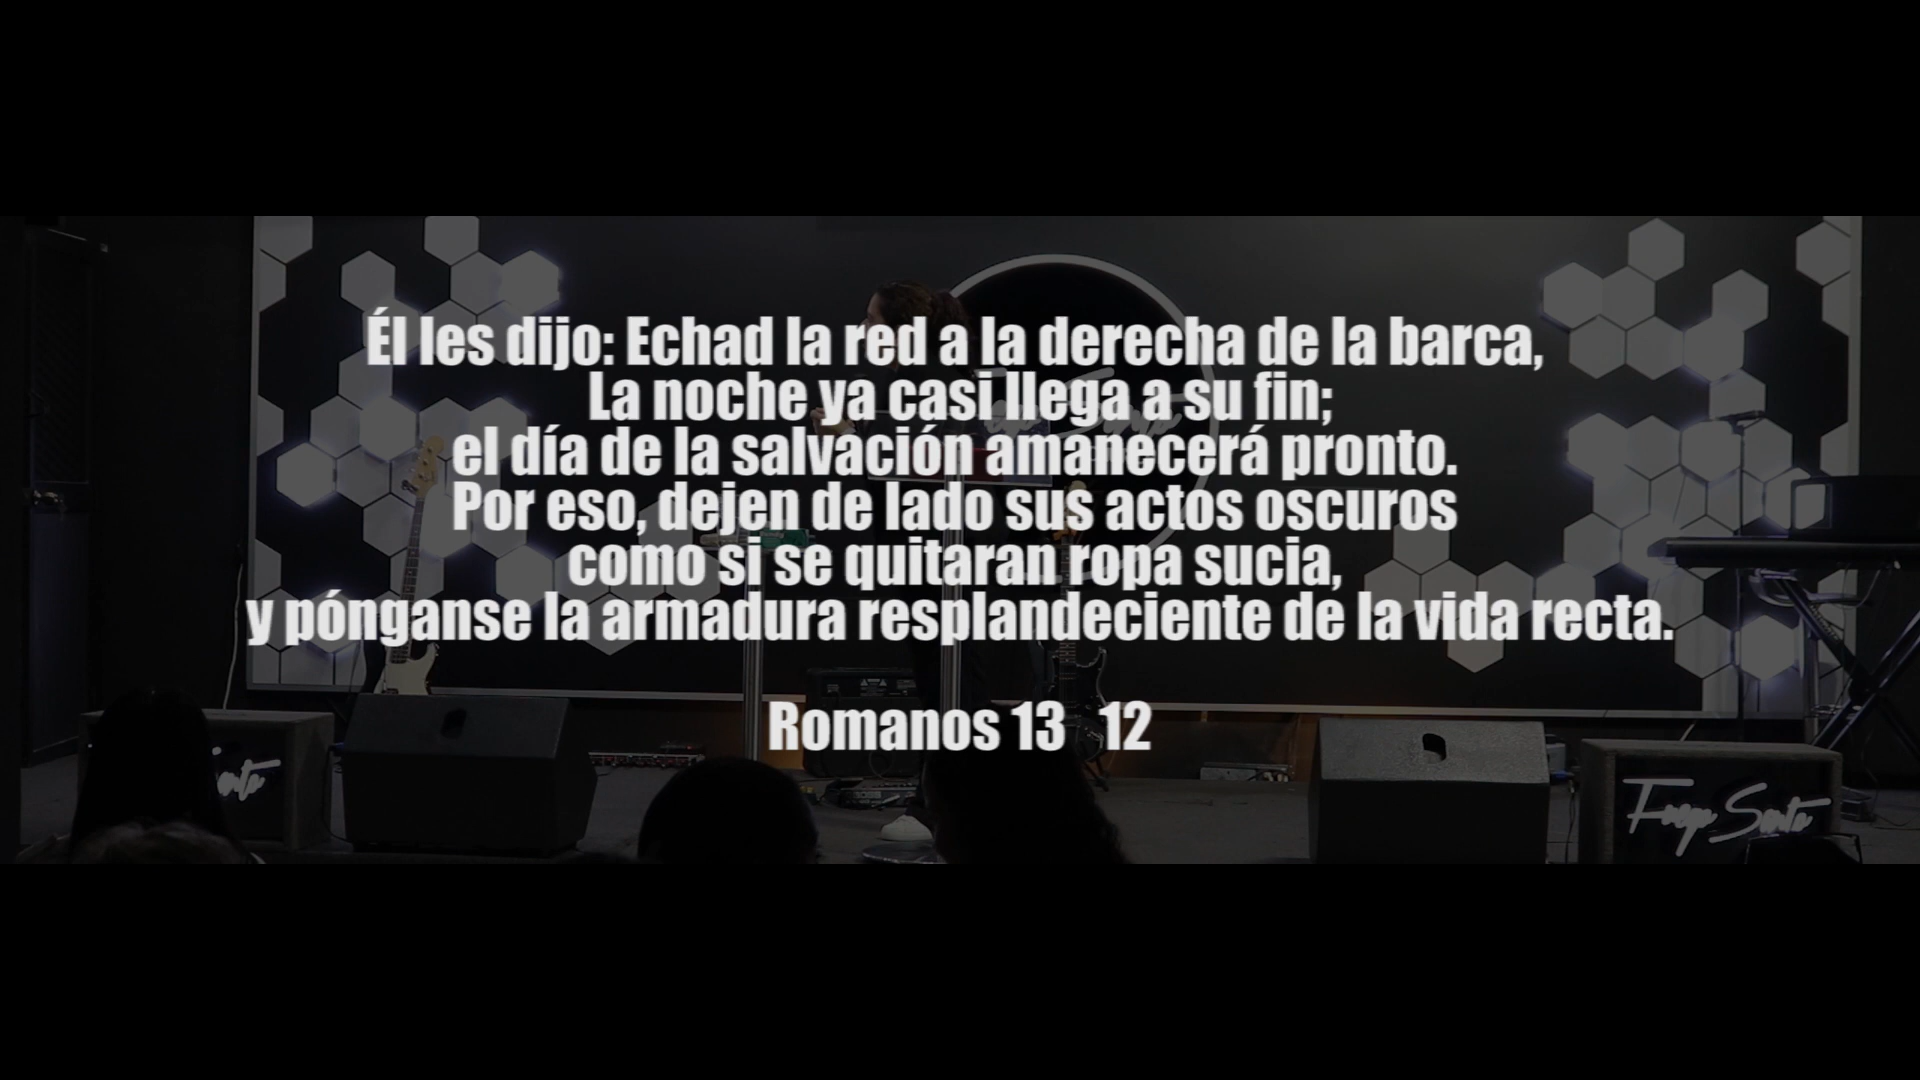 Él les dijo: Echad la red a la derecha de la barca,
La noche ya casi llega a su fin;
el día de la salvación amanecerá pronto.
Por eso, dejen de lado sus actos oscuros
como si se quitaran ropa sucia,
y pónganse la armadura resplandeciente de la vida recta.
Romanos 13 12